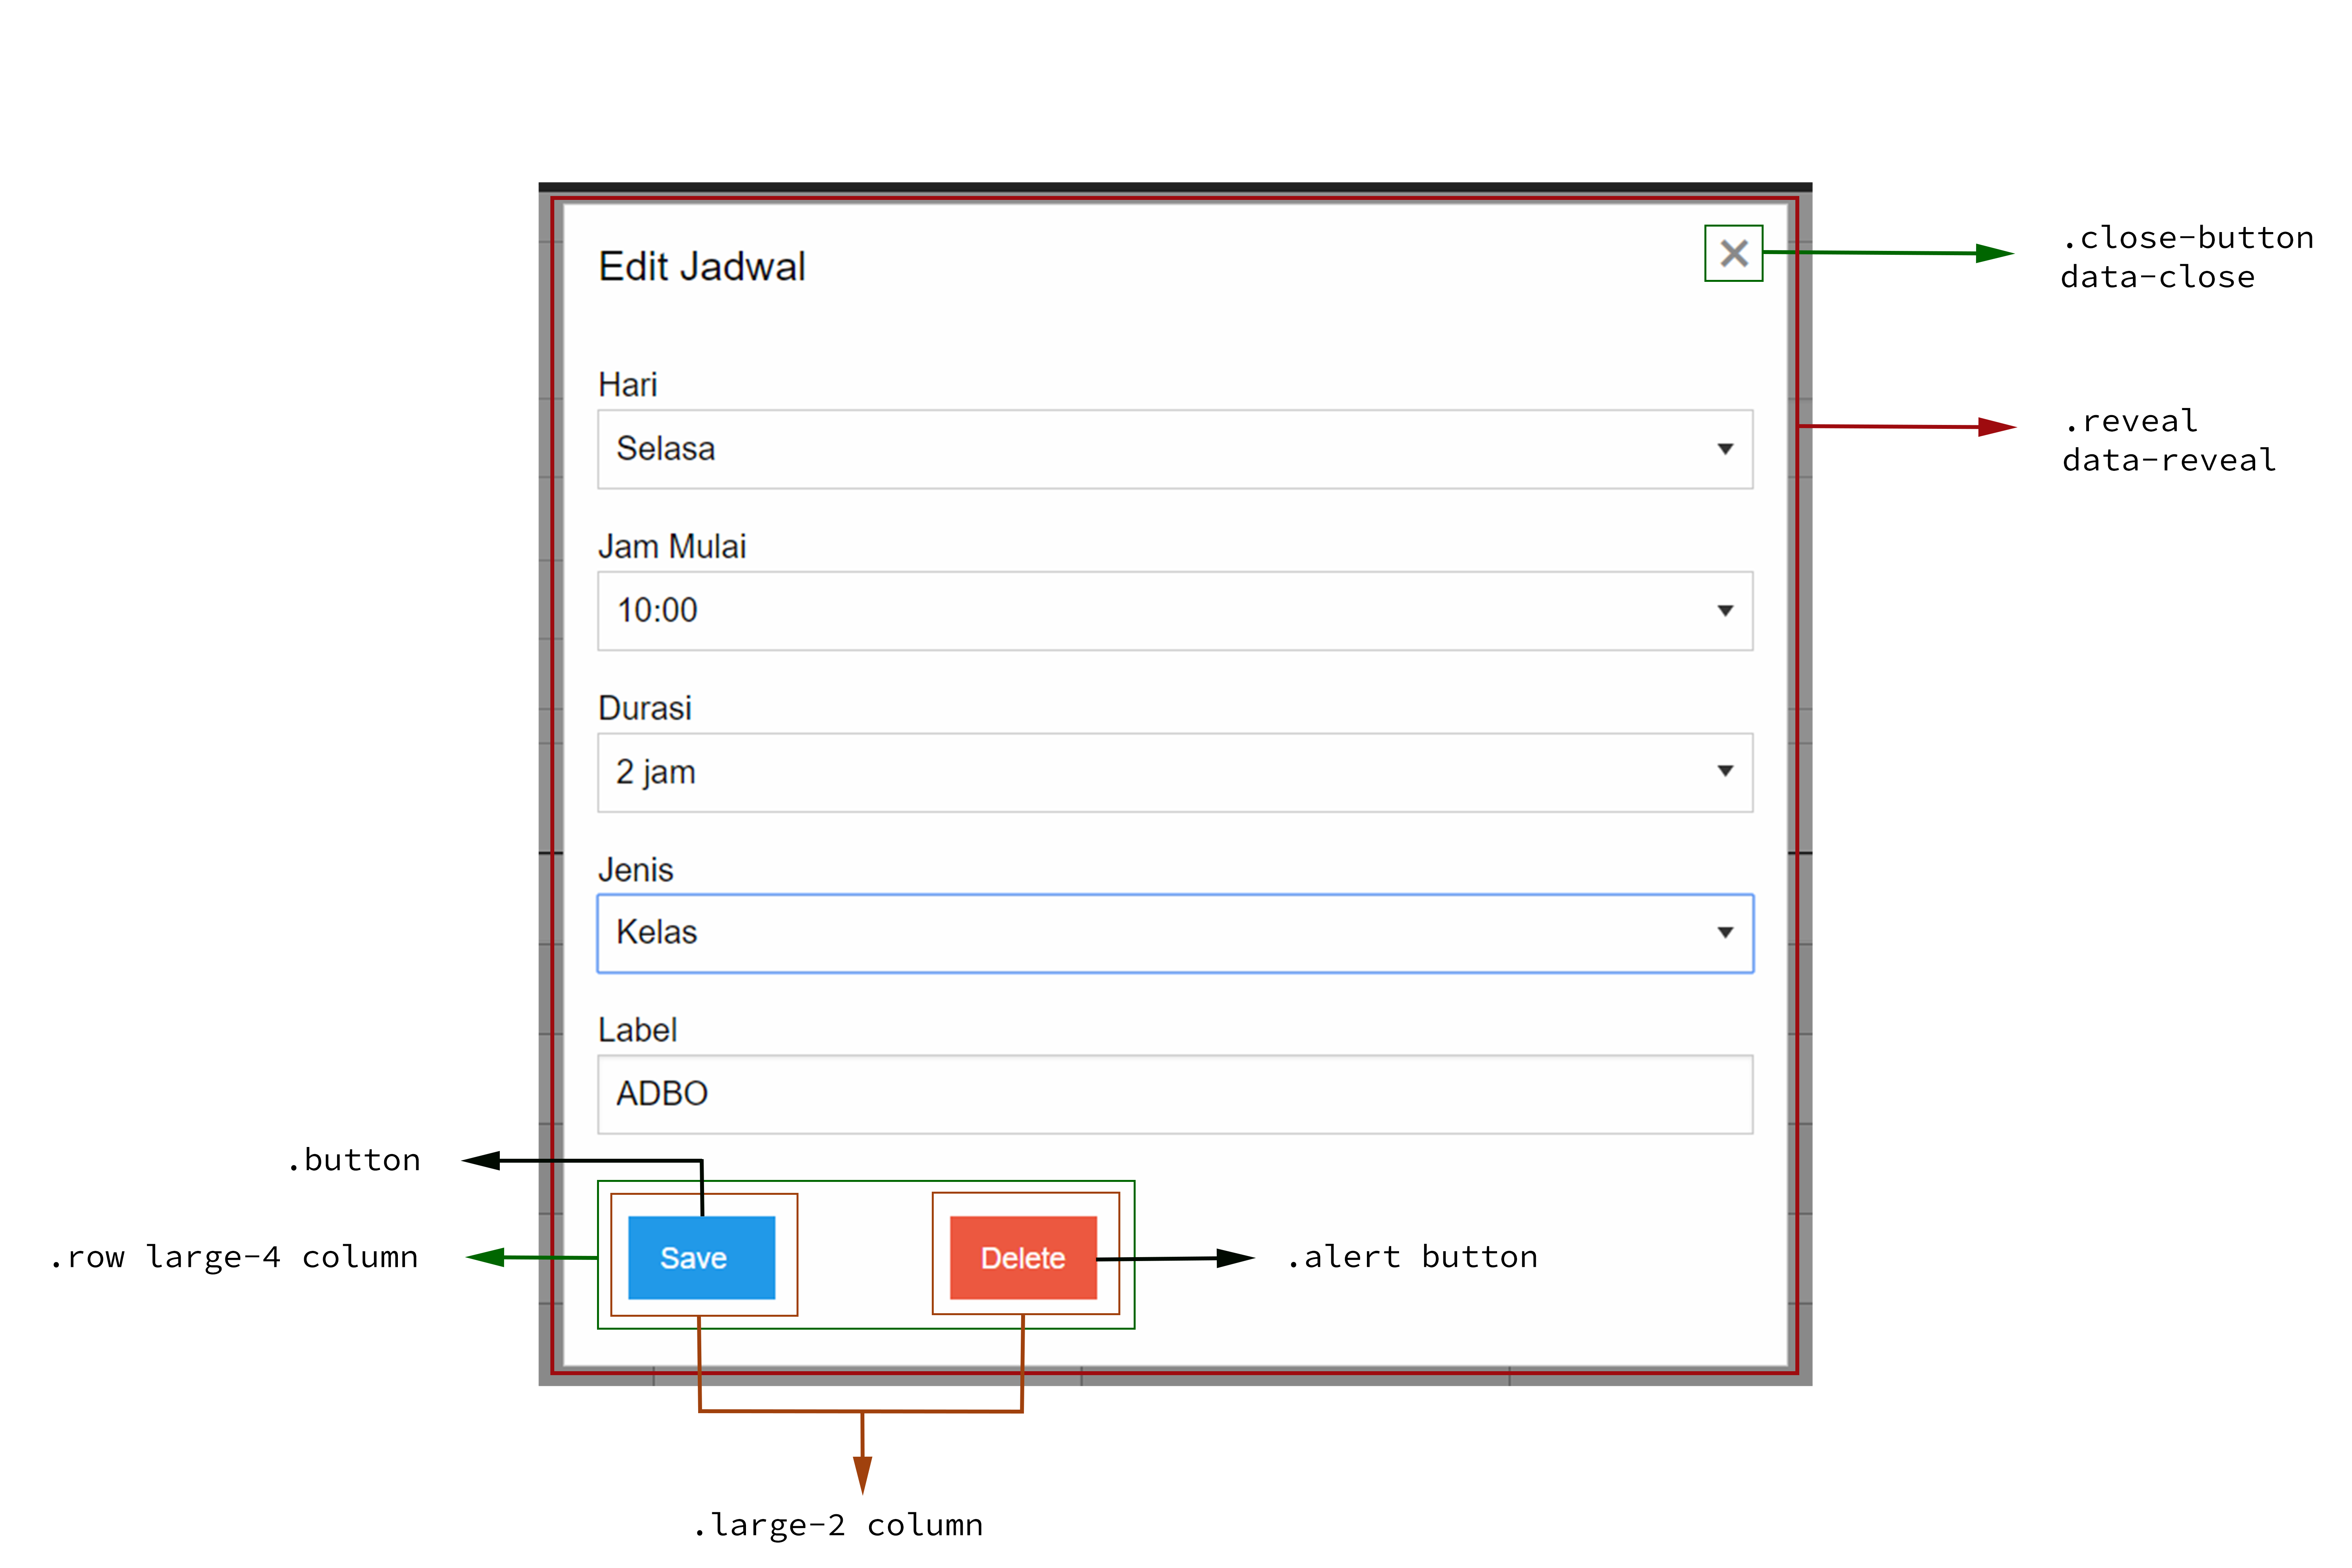 .close-button
data-close
Edit Jadwal
.reveal
data-reveal
Hari
Selasa
Jam Mulai
10:00
Durasi
2 jam
Jenis
Kelas
Label
ADBO
.button
.row large-4 column
Save
Delete
.alert button
.large-2 column